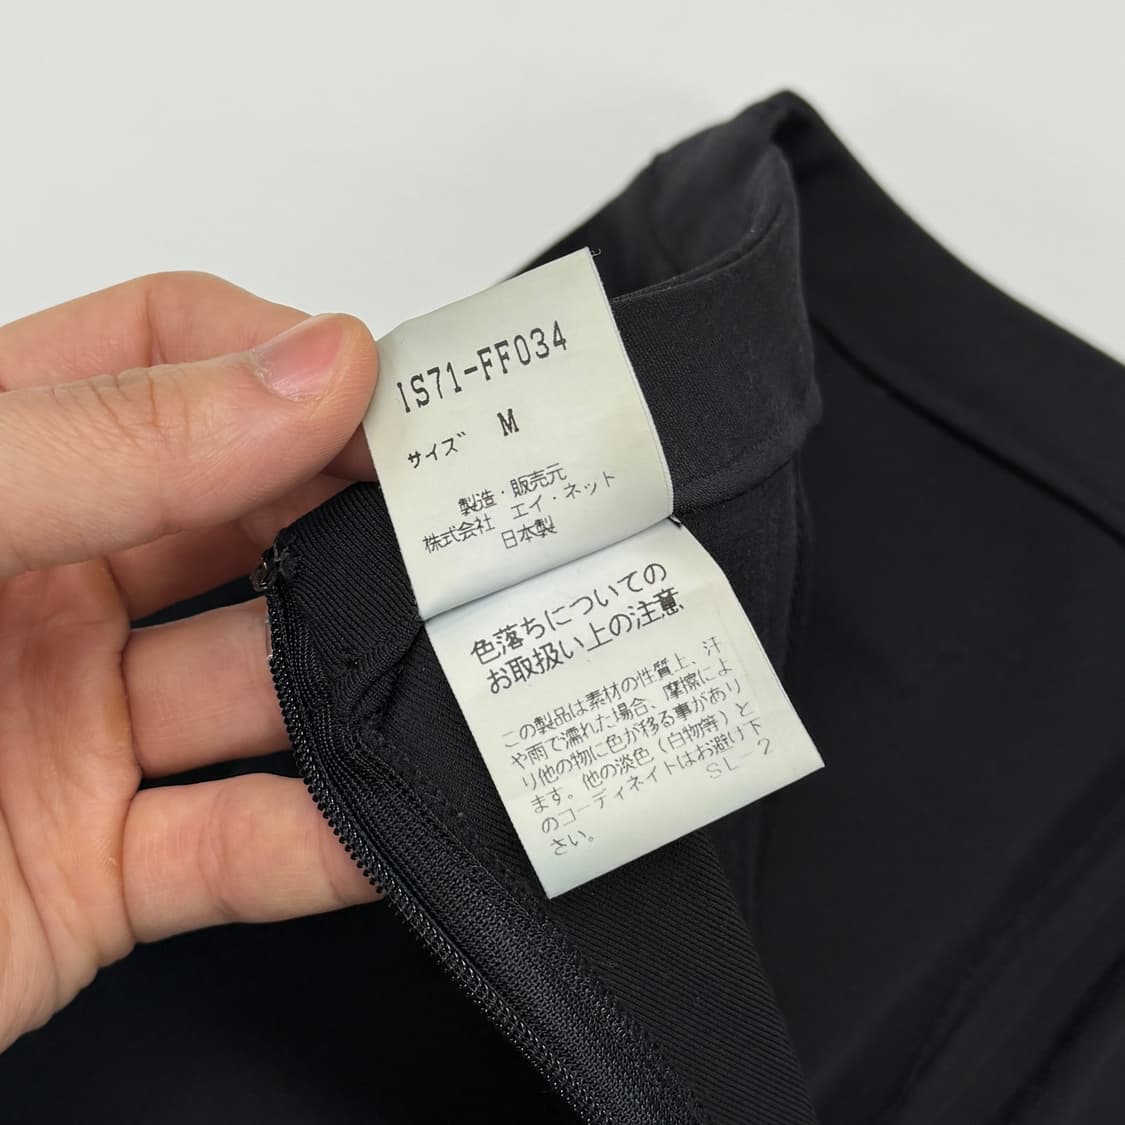 IS71-FF034
サイズ M
製造・販売元
株式会社 エイ・ネット
日本製
色落ちについての
お取扱い上の注意
この製品は素材の性質上、汗
や雨で濡れた場合、摩擦によ
り他の物に色が移る事があり
ます。他の淡色(白物等)と
のコーディネイトはお避け下
さい。
SL-2